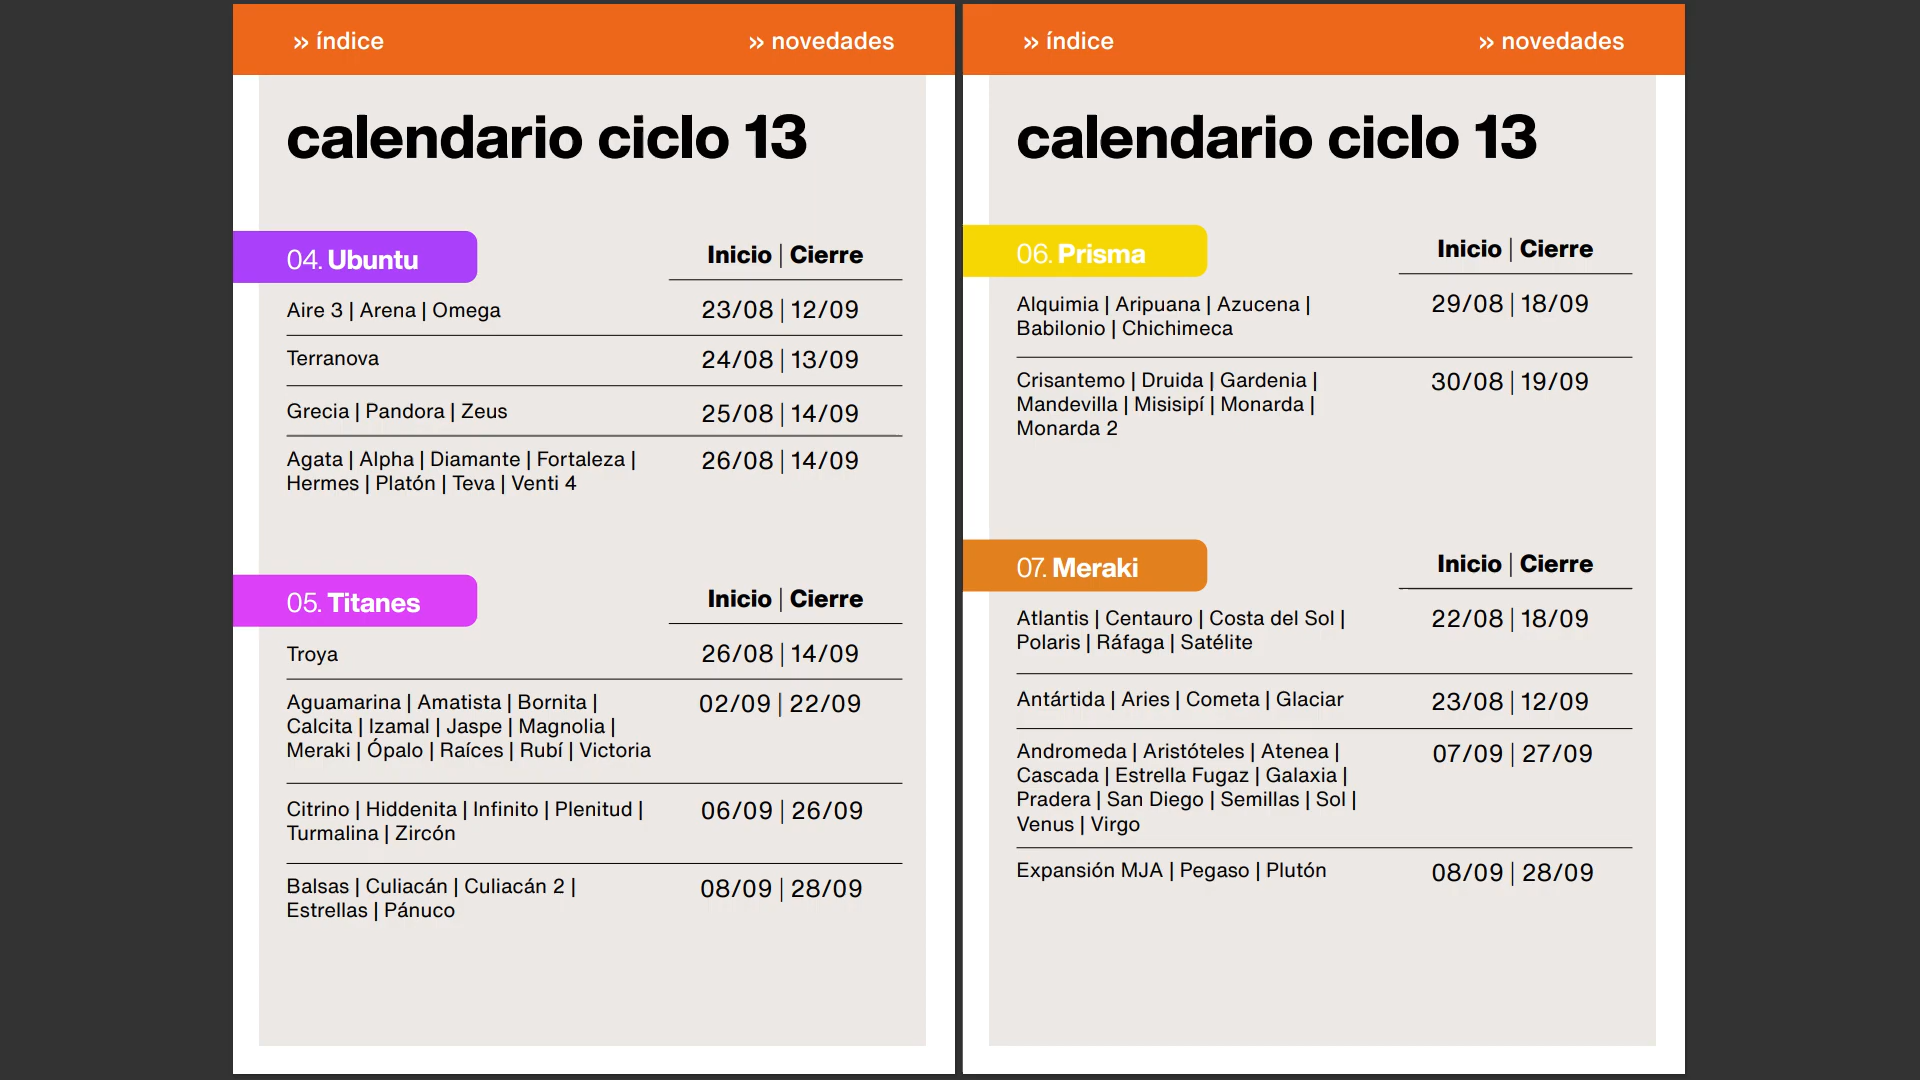 » índice
» novedades
calendario ciclo 13
04. Ubuntu
Inicio | Cierre
Aire 3 | Arena | Omega
23/08 | 12/09
Terranova
24/08 | 13/09
Grecia | Pandora | Zeus
25/08 | 14/09
Agata | Alpha | Diamante | Fortaleza |
Hermes | Platón | Teva | Venti 4
26/08 | 14/09
05. Titanes
Inicio | Cierre
Troya
26/08 | 14/09
Aguamarina | Amatista | Bornita |
Calcita | Izamal | Jaspe | Magnolia |
Meraki | Ópalo | Raíces | Rubí | Victoria
02/09 | 22/09
Citrino | Hiddenita | Infinito | Plenitud |
Turmalina | Zircón
06/09 | 26/09
Balsas | Culiacán | Culiacán 2 |
Estrellas | Pánuco
08/09 | 28/09
» índice
» novedades
calendario ciclo 13
06. Prisma
Inicio | Cierre
Alquimia | Aripuana | Azucena |
Babilonio | Chichimeca
29/08 | 18/09
Crisantemo | Druida | Gardenia |
Mandevilla | Misisipí | Monarda |
Monarda 2
30/08 | 19/09
07. Meraki
Inicio | Cierre
Atlantis | Centauro | Costa del Sol |
Polaris | Ráfaga | Satélite
22/08 | 18/09
Antártida | Aries | Cometa | Glaciar
23/08 | 12/09
Andromeda | Aristóteles | Atenea |
Cascada | Estrella Fugaz | Galaxia |
Pradera | San Diego | Semillas | Sol |
Venus | Virgo
07/09 | 27/09
Expansión MJA | Pegaso | Plutón
08/09 | 28/09